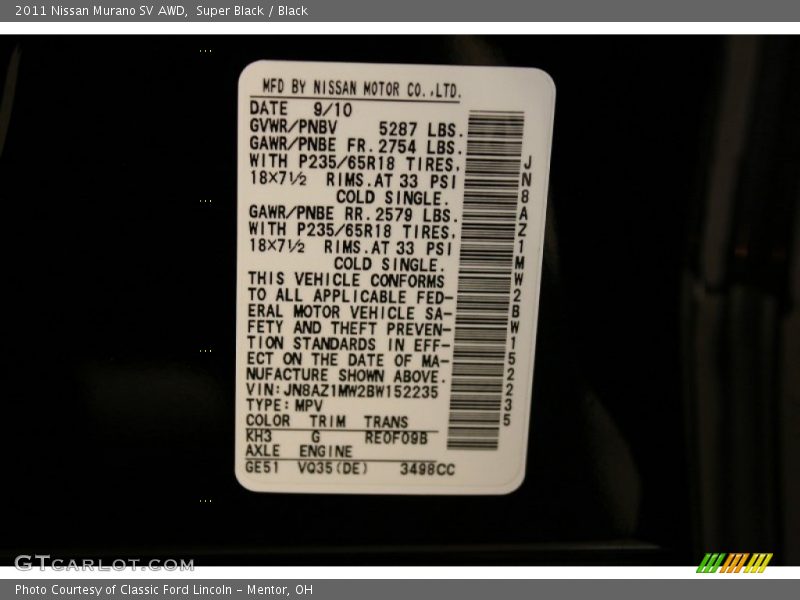 2011 Nissan Murano SV AWD,  Super Black / Black
MFD BY NISSAN MOTOR CO.,LTD.
DATE 9/10
GVWR/PNBV 5287 LBS.
GAWR/PNBE FR. 2754 LBS.
WITH P235/65R18 TIRES,
18X7½ RIMS.AT 33 PSI
COLD SINGLE.
GAWR/PNBE RR. 2579 LBS.
WITH P235/65R18 TIRES,
18X7½ RIMS.AT 33 PSI
COLD SINGLE.
THIS VEHICLE CONFORMS
TO ALL APPLICABLE FED-
ERAL MOTOR VEHICLE SA-
FETY AND THEFT PREVEN-
TION STANDARDS IN EFF-
ECT ON THE DATE OF MA-
NUFACTURE SHOWN ABOVE.
VIN:JN8AZ1MW2BW152235
TYPE: MPV
COLOR TRIM TRANS
KH3 G RE0F09B
AXLE ENGINE
GE51 VQ35(DE) 3498CC
JN8AZ1MW2BW152235
GTCARLOT.COM
Photo Courtesy of Classic Ford Lincoln - Mentor, OH